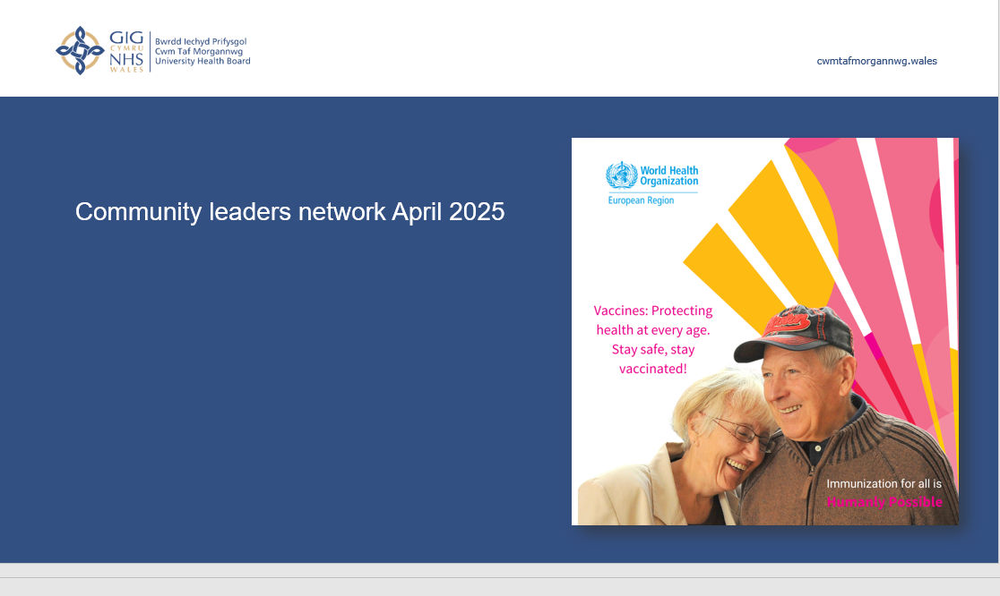 GIG
CYMRU
NHS
WALES
Bwrdd Iechyd Prifysgol
Cwm Taf Morgannwg
University Health Board
cwmtafmorgannwg.wales
Community leaders network April 2025
World Health
Organization
European Region
Vaccines: Protecting
health at every age.
Stay safe, stay
vaccinated!
Immunization for all is
Humanly Possible